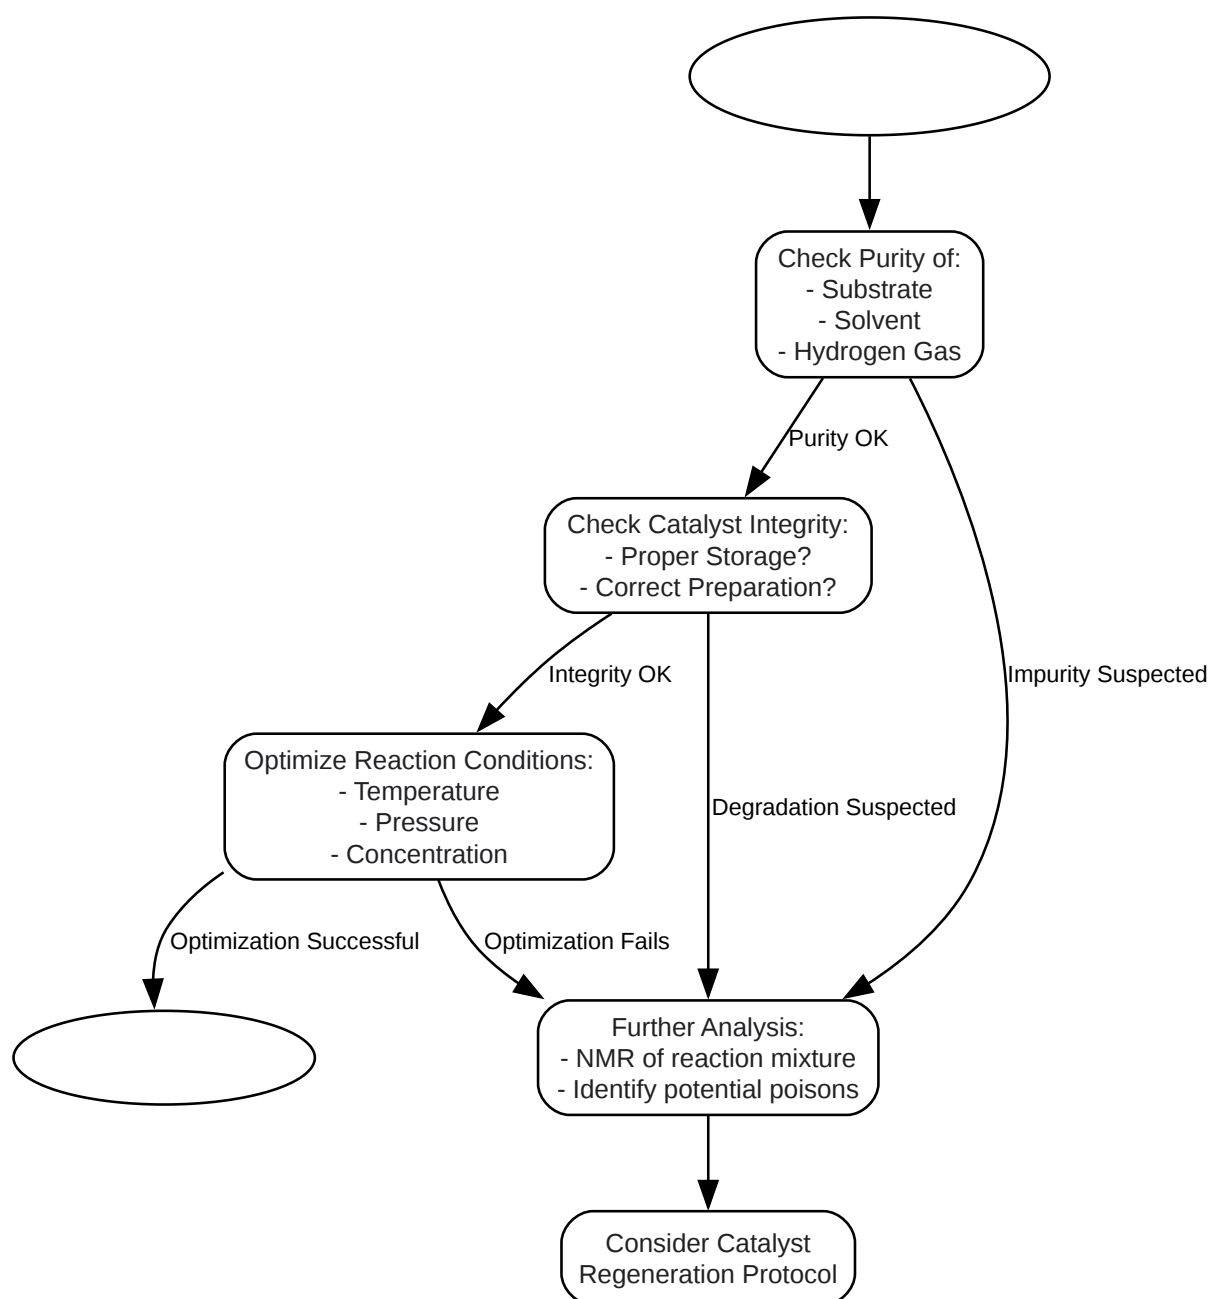 Check Purity of:
- Substrate
- Solvent
- Hydrogen Gas
Purity OK
Check Catalyst Integrity:
- Proper Storage?
- Correct Preparation?
Integrity OK
Impurity Suspected
Optimize Reaction Conditions:
- Temperature
- Pressure
- Concentration
Degradation Suspected
Optimization Successful
Optimization Fails
Further Analysis:
- NMR of reaction mixture
- Identify potential poisons
Consider Catalyst
Regeneration Protocol